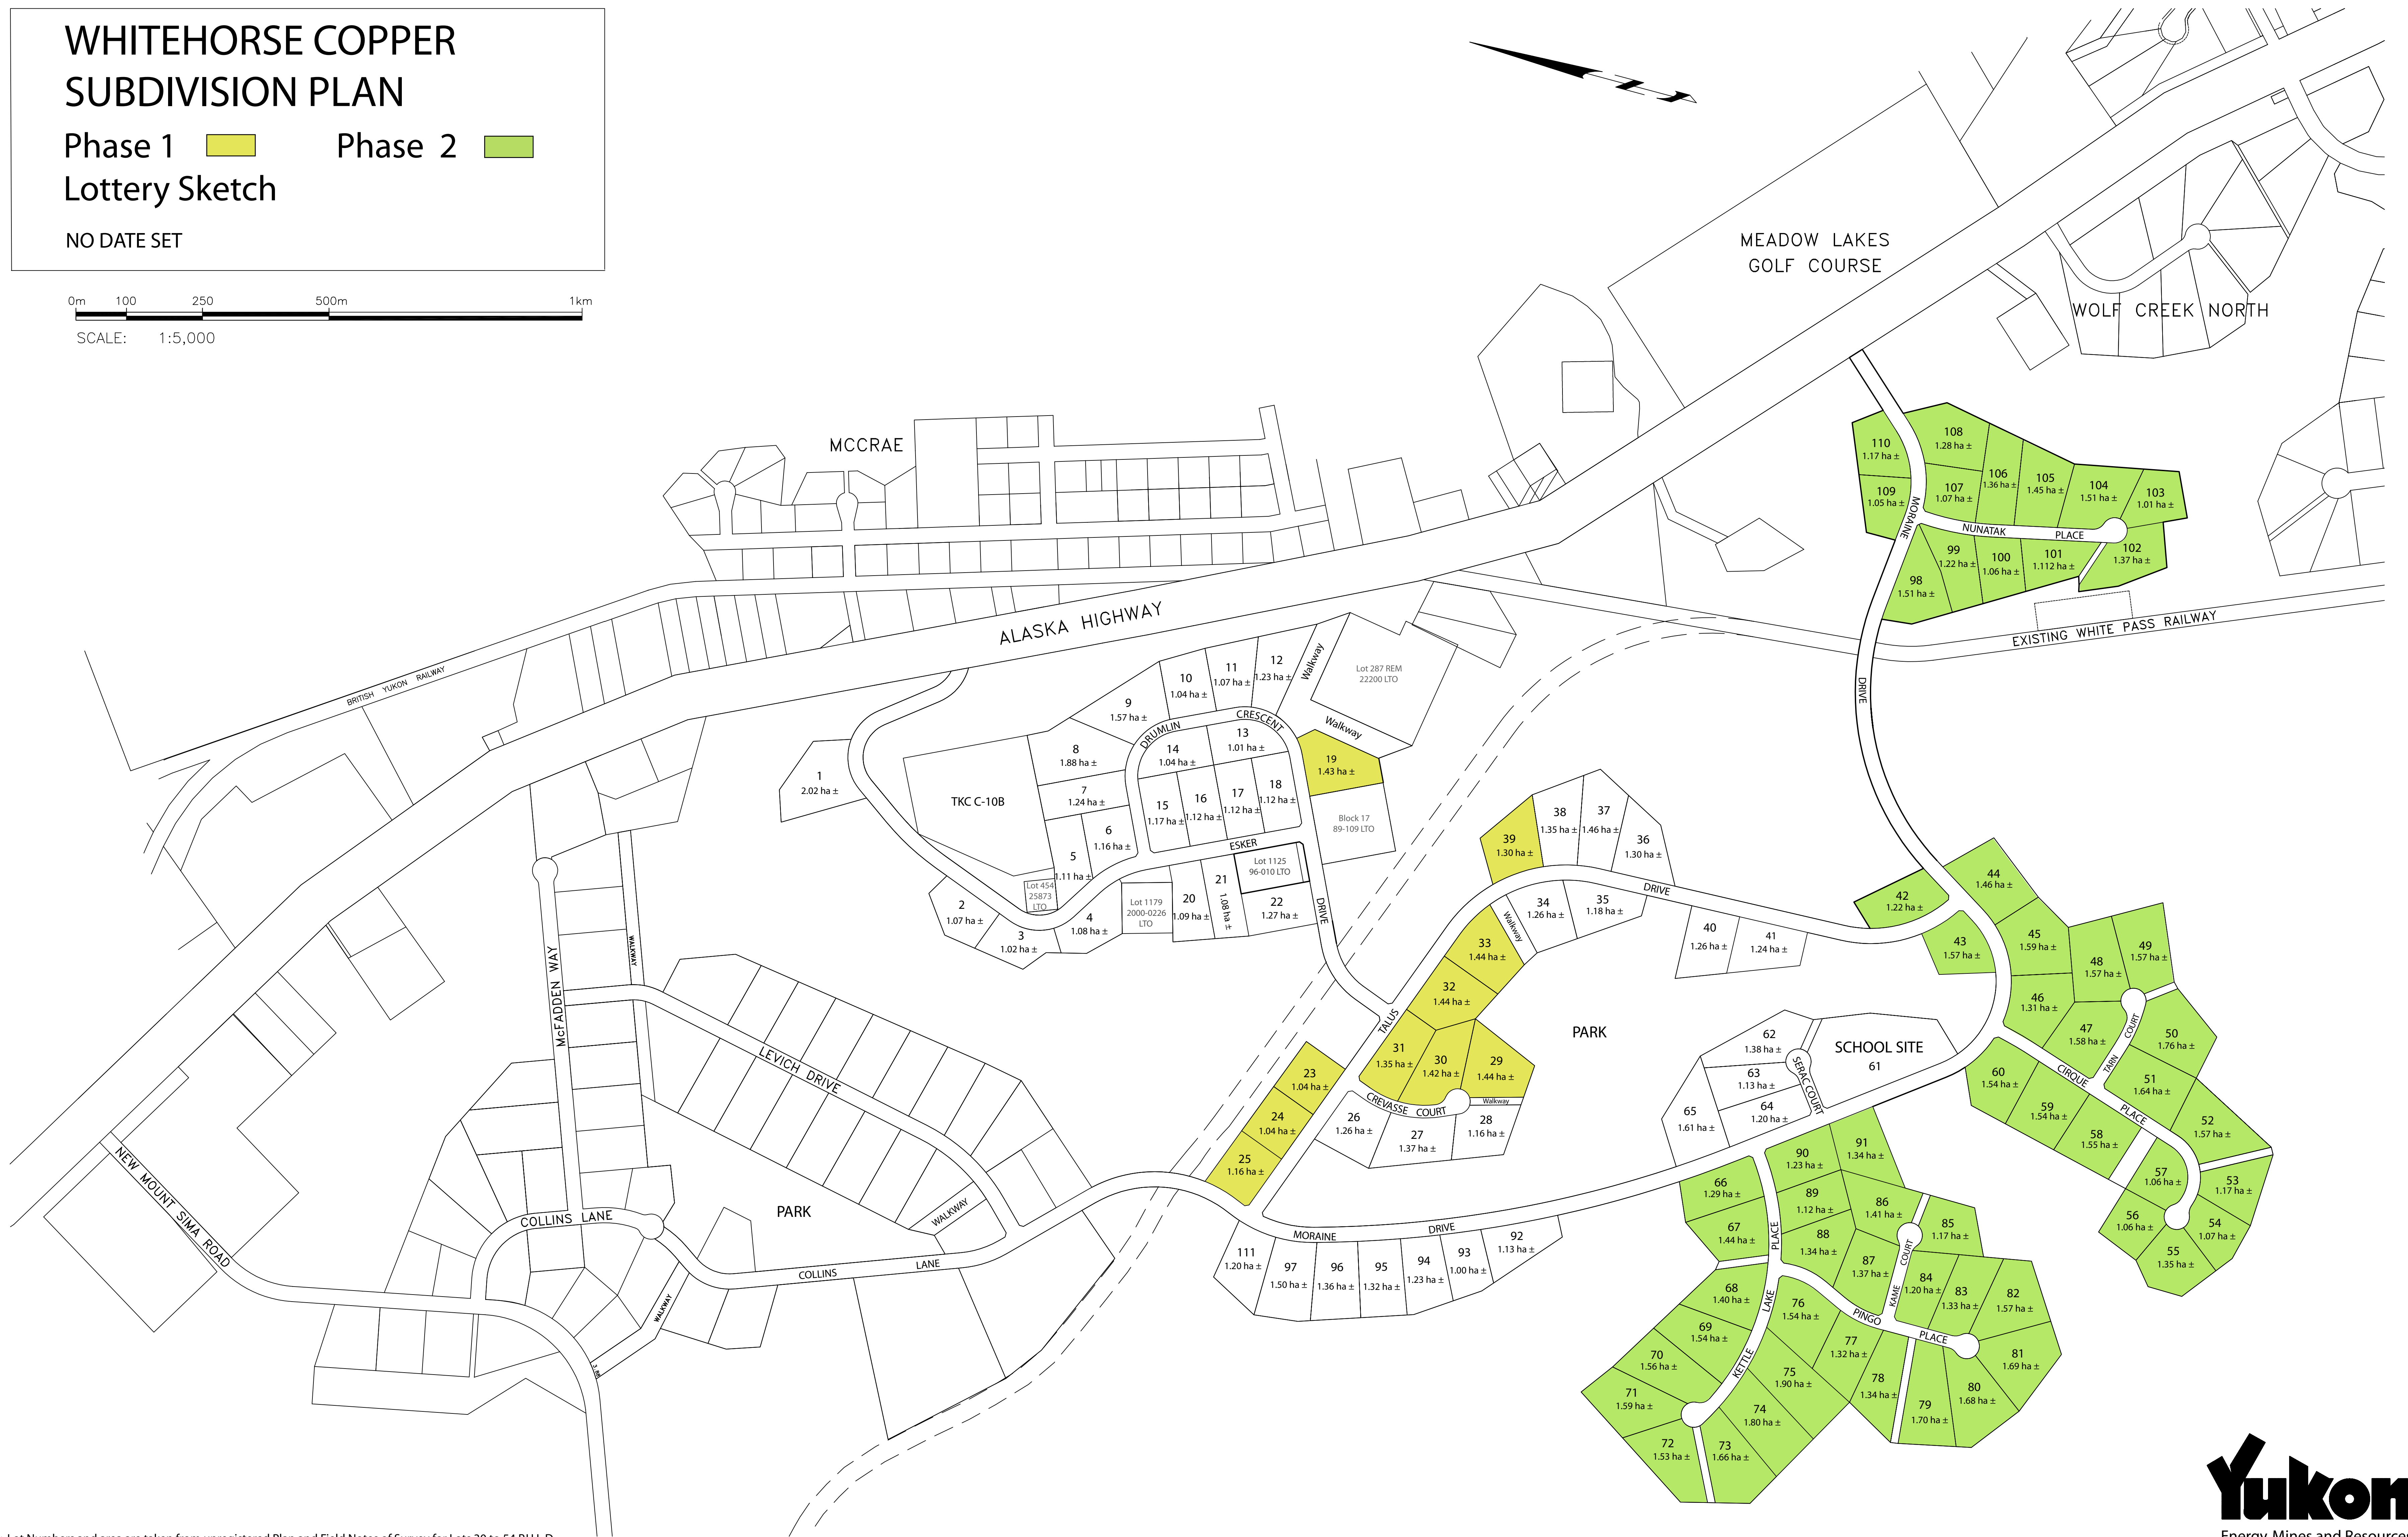 WHITEHORSE COPPER
SUBDIVISION PLAN
Phase 1
Phase 2
Lottery Sketch
NO DATE SET
0m 100 250 500m 1km
SCALE: 1:5,000
MEADOW LAKES
GOLF COURSE
WOLF CREEK NORTH
MCCRAE
ALASKA HIGHWAY
BRITISH YUKON RAILWAY
EXISTING WHITE PASS RAILWAY
110
1.17 ha ±
108
1.28 ha ±
109
1.05 ha ±
107
1.07 ha ±
106
1.36 ha ±
105
1.45 ha ±
104
1.51 ha ±
103
1.01 ha ±
MORAINE
NUNATAK PLACE
98
1.51 ha ±
99
1.22 ha ±
100
1.06 ha ±
101
1.112 ha ±
102
1.37 ha ±
DRIVE
1
2.02 ha ±
TKC C-10B
9
1.57 ha ±
10
1.04 ha ±
11
1.07 ha ±
12
1.23 ha ±
Walkway
Lot 287 REM
22200 LTO
Walkway
DRUMLIN CRESCENT
8
1.88 ha ±
7
1.24 ha ±
6
1.16 ha ±
5
1.11 ha ±
14
1.04 ha ±
13
1.01 ha ±
15
1.17 ha ±
16
1.12 ha ±
17
1.12 ha ±
18
1.12 ha ±
19
1.43 ha ±
Block 17
89-109 LTO
ESKER
DRIVE
Lot 1125
96-010 LTO
Lot 454
25873
LTO
2
1.07 ha ±
3
1.02 ha ±
4
1.08 ha ±
Lot 1179
2000-0226
LTO
20
1.09 ha ±
21
1.08 ha ±
22
1.27 ha ±
39
1.30 ha ±
38
1.35 ha ±
37
1.46 ha ±
36
1.30 ha ±
DRIVE
34
1.26 ha ±
35
1.18 ha ±
Walkway
33
1.44 ha ±
32
1.44 ha ±
TALUS
31
1.35 ha ±
30
1.42 ha ±
29
1.44 ha ±
CREVASSE COURT
Walkway
26
1.26 ha ±
27
1.37 ha ±
28
1.16 ha ±
23
1.04 ha ±
24
1.04 ha ±
25
1.16 ha ±
40
1.26 ha ±
41
1.24 ha ±
PARK
42
1.22 ha ±
43
1.57 ha ±
44
1.46 ha ±
45
1.59 ha ±
46
1.31 ha ±
47
1.58 ha ±
48
1.57 ha ±
49
1.57 ha ±
50
1.76 ha ±
51
1.64 ha ±
52
1.57 ha ±
53
1.17 ha ±
54
1.07 ha ±
55
1.35 ha ±
56
1.06 ha ±
57
1.06 ha ±
58
1.55 ha ±
59
1.54 ha ±
60
1.54 ha ±
TARN COURT
CIRQUE PLACE
SCHOOL SITE
61
62
1.38 ha ±
63
1.13 ha ±
64
1.20 ha ±
65
1.61 ha ±
SERAC COURT
MORAINE DRIVE
111
1.20 ha ±
97
1.50 ha ±
96
1.36 ha ±
95
1.32 ha ±
94
1.23 ha ±
93
1.00 ha ±
92
1.13 ha ±
66
1.29 ha ±
67
1.44 ha ±
68
1.40 ha ±
69
1.54 ha ±
70
1.56 ha ±
71
1.59 ha ±
72
1.53 ha ±
73
1.66 ha ±
74
1.80 ha ±
75
1.90 ha ±
76
1.54 ha ±
77
1.32 ha ±
78
1.34 ha ±
79
1.70 ha ±
80
1.68 ha ±
81
1.69 ha ±
82
1.57 ha ±
83
1.33 ha ±
84
1.20 ha ±
85
1.17 ha ±
86
1.41 ha ±
87
1.37 ha ±
88
1.34 ha ±
89
1.12 ha ±
90
1.23 ha ±
91
1.34 ha ±
KETTLE LAKE PLACE
PINGO PLACE
KAME COURT
McFADDEN WAY
WALKWAY
LEVICH DRIVE
PARK
WALKWAY
COLLINS LANE
COLLINS LANE
WALKWAY
NEW MOUNT SIMA ROAD
Yukon
Energy, Mines and Resources